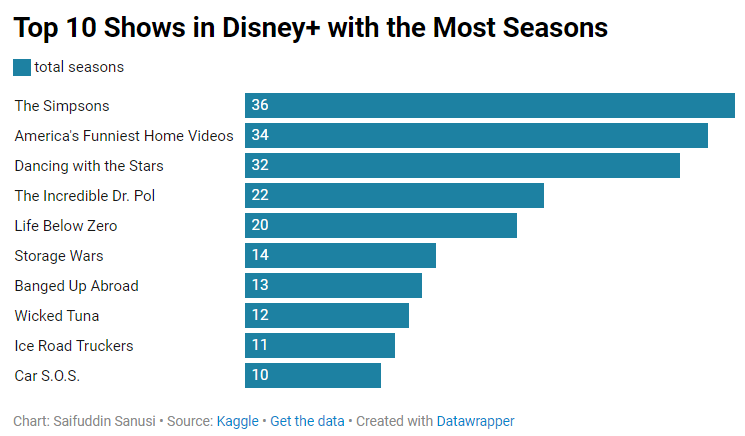 Top 10 Shows in Disney+ with the Most Seasons
total seasons
The Simpsons 36
America's Funniest Home Videos 34
Dancing with the Stars 32
The Incredible Dr. Pol 22
Life Below Zero 20
Storage Wars 14
Banged Up Abroad 13
Wicked Tuna 12
Ice Road Truckers 11
Car S.O.S. 10
Chart: Saifuddin Sanusi • Source: Kaggle • Get the data • Created with Datawrapper